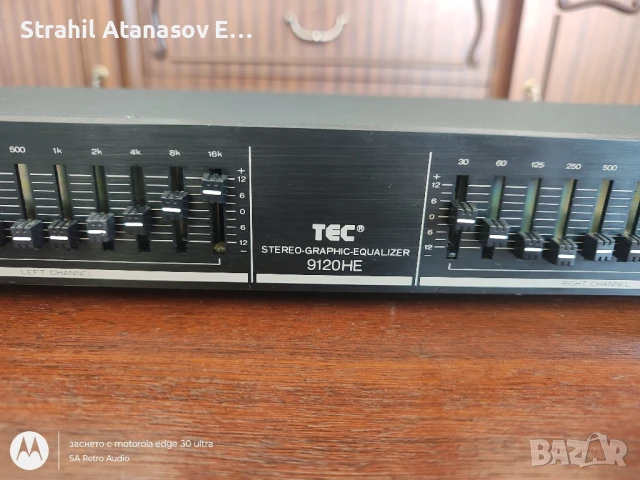 Strahil Atanasov E...
500 1k 2k 4k 8k 16k
30 60 125 250 500
+ +
12 12
6 6
0 0
6 6
12 12
TEC®
STEREO-GRAPHIC-EQUALIZER
9120HE
LEFT CHANNEL
RIGHT CHANNEL
заснето с motorola edge 30 ultra
SA Retro Audio
BAZAR